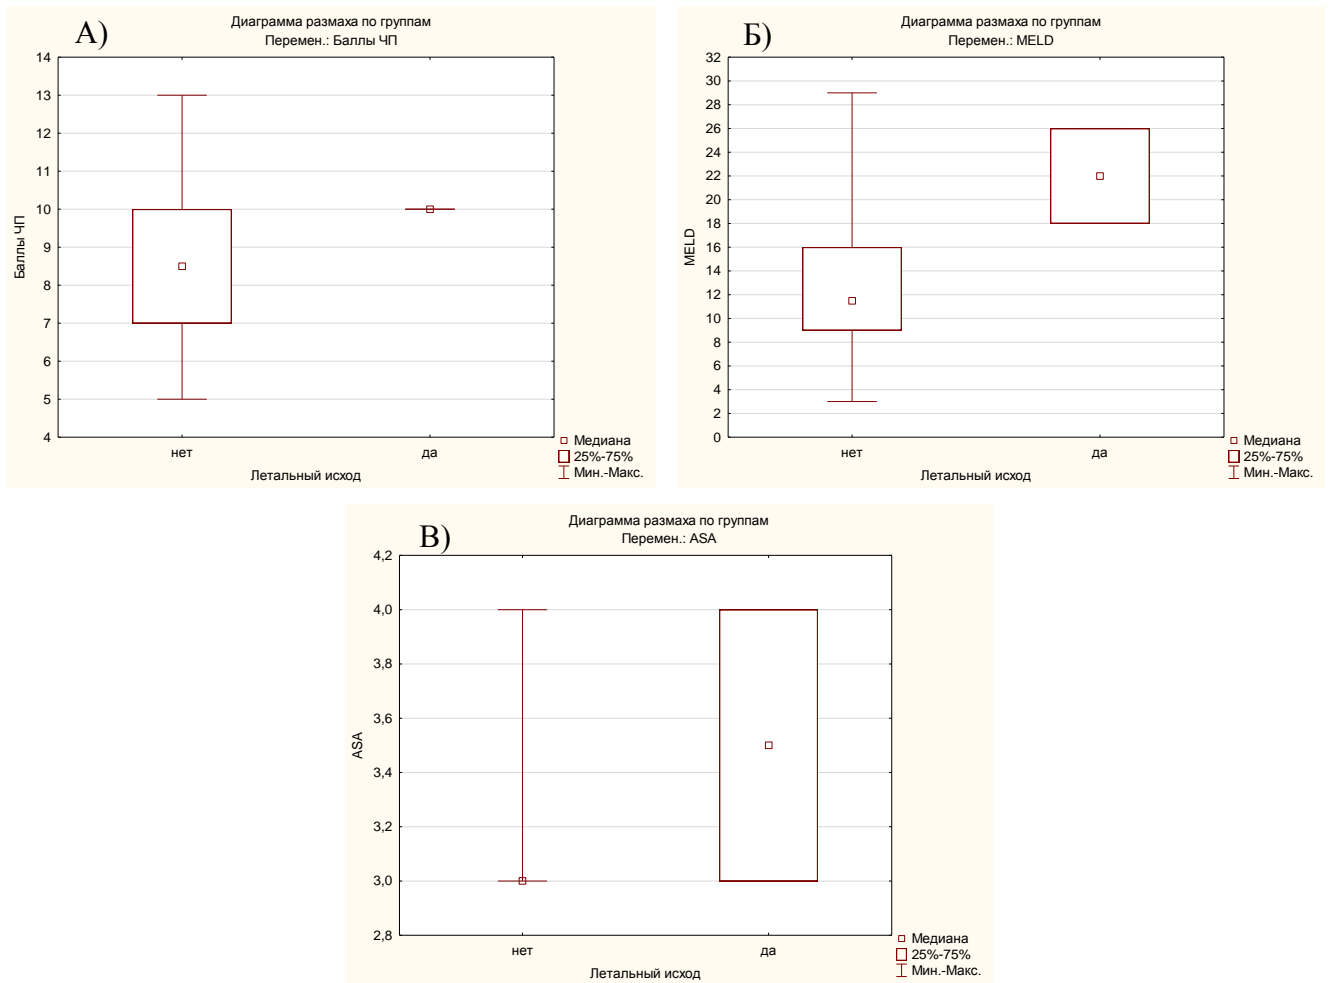 А)
Диаграмма размаха по группам
Перемен.: Баллы ЧП
14
13
12
11
10
9
8
7
6
5
4
Баллы ЧП
нет
да
Летальный исход
Медиана
25%-75%
Мин.-Макс.
Б)
Диаграмма размаха по группам
Перемен.: MELD
32
30
28
26
24
22
20
18
16
14
12
10
8
6
4
2
0
MELD
нет
да
Летальный исход
Медиана
25%-75%
Мин.-Макс.
В)
Диаграмма размаха по группам
Перемен.: ASA
4,2
4,0
3,8
3,6
3,4
3,2
3,0
2,8
ASA
нет
да
Летальный исход
Медиана
25%-75%
Мин.-Макс.